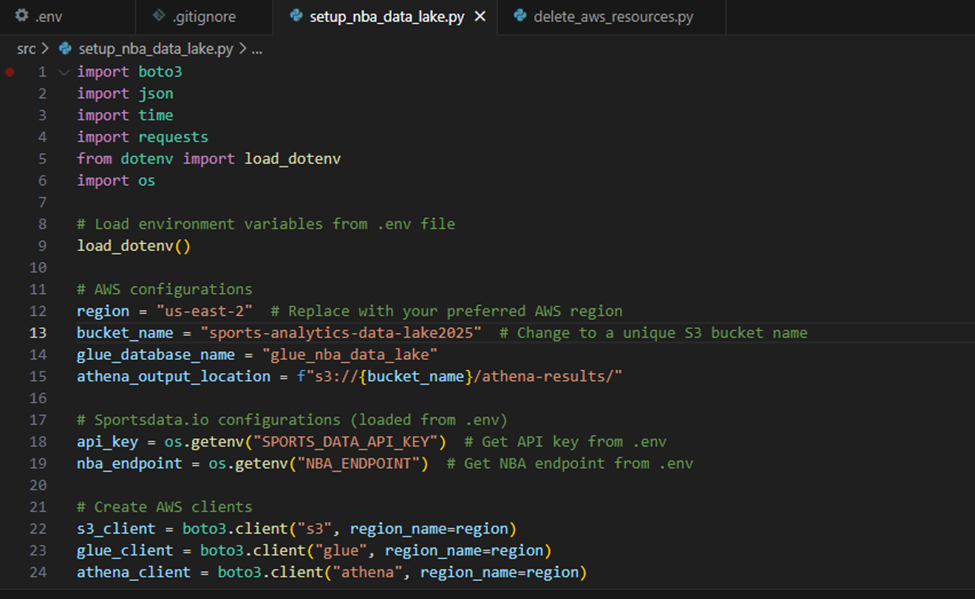 .env .gitignore setup_nba_data_lake.py delete_aws_resources.py
src > setup_nba_data_lake.py > ...
1 import boto3
2 import json
3 import time
4 import requests
5 from dotenv import load_dotenv
6 import os
7
8 # Load environment variables from .env file
9 load_dotenv()
10
11 # AWS configurations
12 region = "us-east-2"  # Replace with your preferred AWS region
13 bucket_name = "sports-analytics-data-lake2025"  # Change to a unique S3 bucket name
14 glue_database_name = "glue_nba_data_lake"
15 athena_output_location = f"s3://{bucket_name}/athena-results/"
16
17 # Sportsdata.io configurations (loaded from .env)
18 api_key = os.getenv("SPORTS_DATA_API_KEY")  # Get API key from .env
19 nba_endpoint = os.getenv("NBA_ENDPOINT")  # Get NBA endpoint from .env
20
21 # Create AWS clients
22 s3_client = boto3.client("s3", region_name=region)
23 glue_client = boto3.client("glue", region_name=region)
24 athena_client = boto3.client("athena", region_name=region)